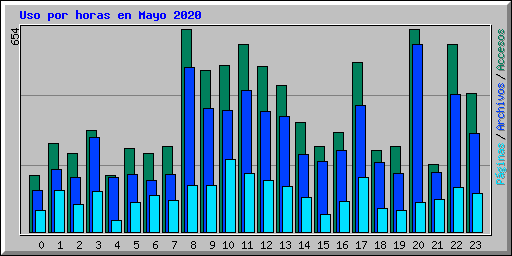 Uso por horas en Mayo 2020
654
Páginas / Archivos / Accesos
0 1 2 3 4 5 6 7 8 9 10 11 12 13 14 15 16 17 18 19 20 21 22 23